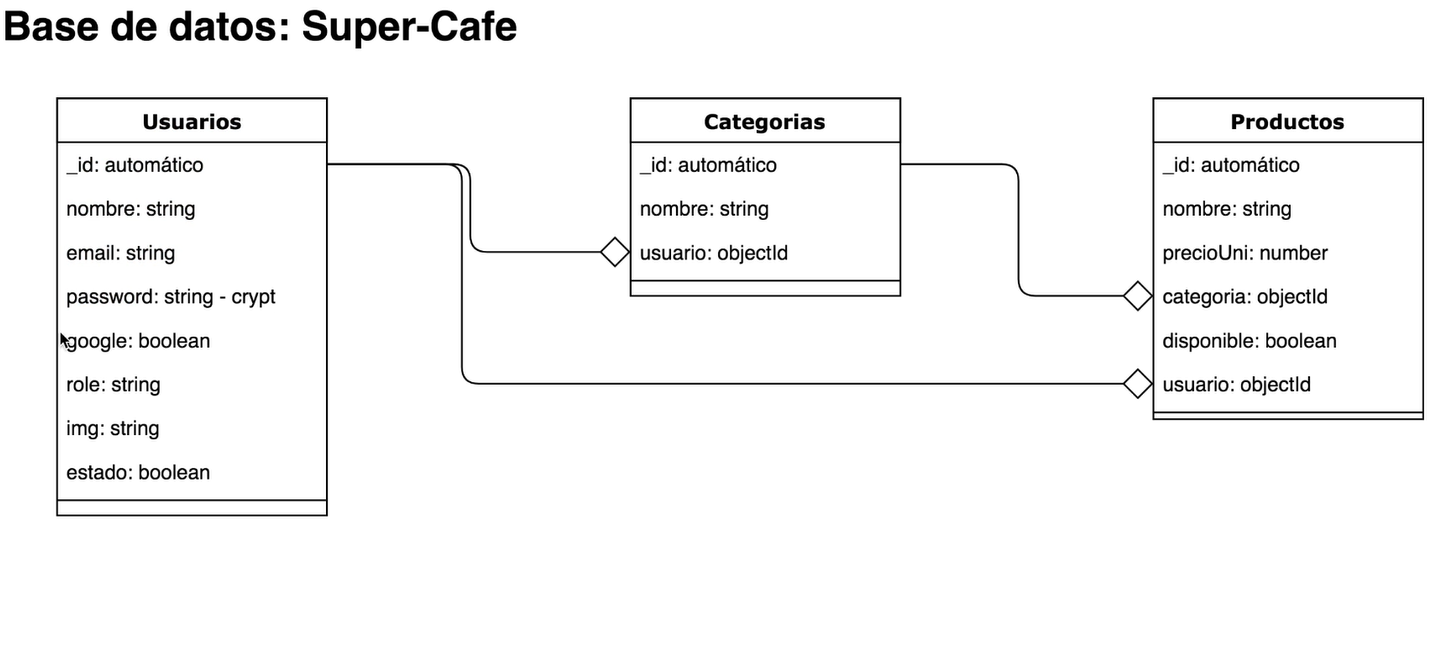 Base de datos: Super-Cafe
Usuarios
_id: automático
nombre: string
email: string
password: string - crypt
google: boolean
role: string
img: string
estado: boolean
Categorias
_id: automático
nombre: string
usuario: objectId
Productos
_id: automático
nombre: string
precioUni: number
categoria: objectId
disponible: boolean
usuario: objectId